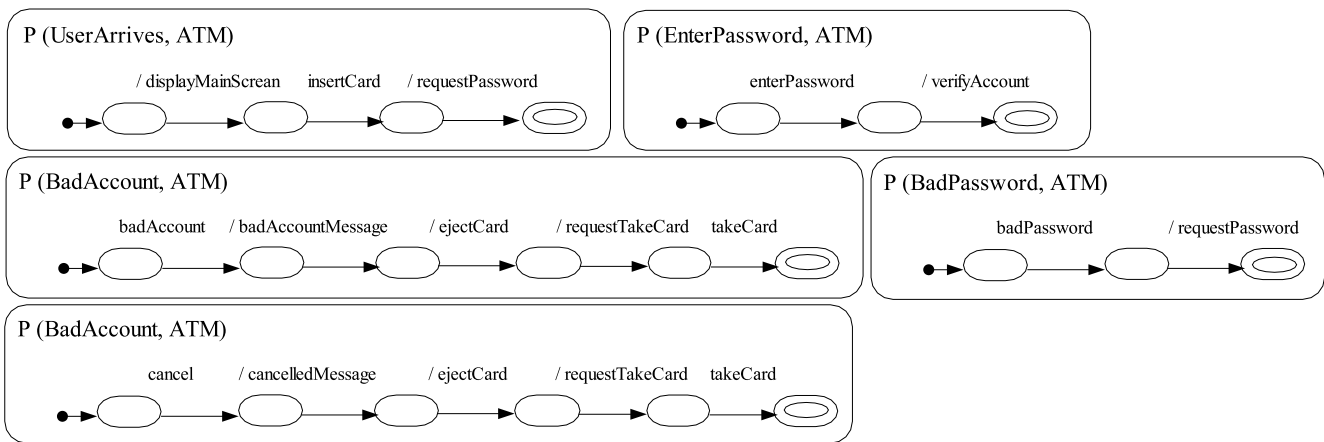 P (UserArrives, ATM)
/ displayMainScrean insertCard / requestPassword
P (EnterPassword, ATM)
enterPassword / verifyAccount
P (BadAccount, ATM)
badAccount / badAccountMessage / ejectCard / requestTakeCard takeCard
P (BadPassword, ATM)
badPassword / requestPassword
P (BadAccount, ATM)
cancel / cancelledMessage / ejectCard / requestTakeCard takeCard